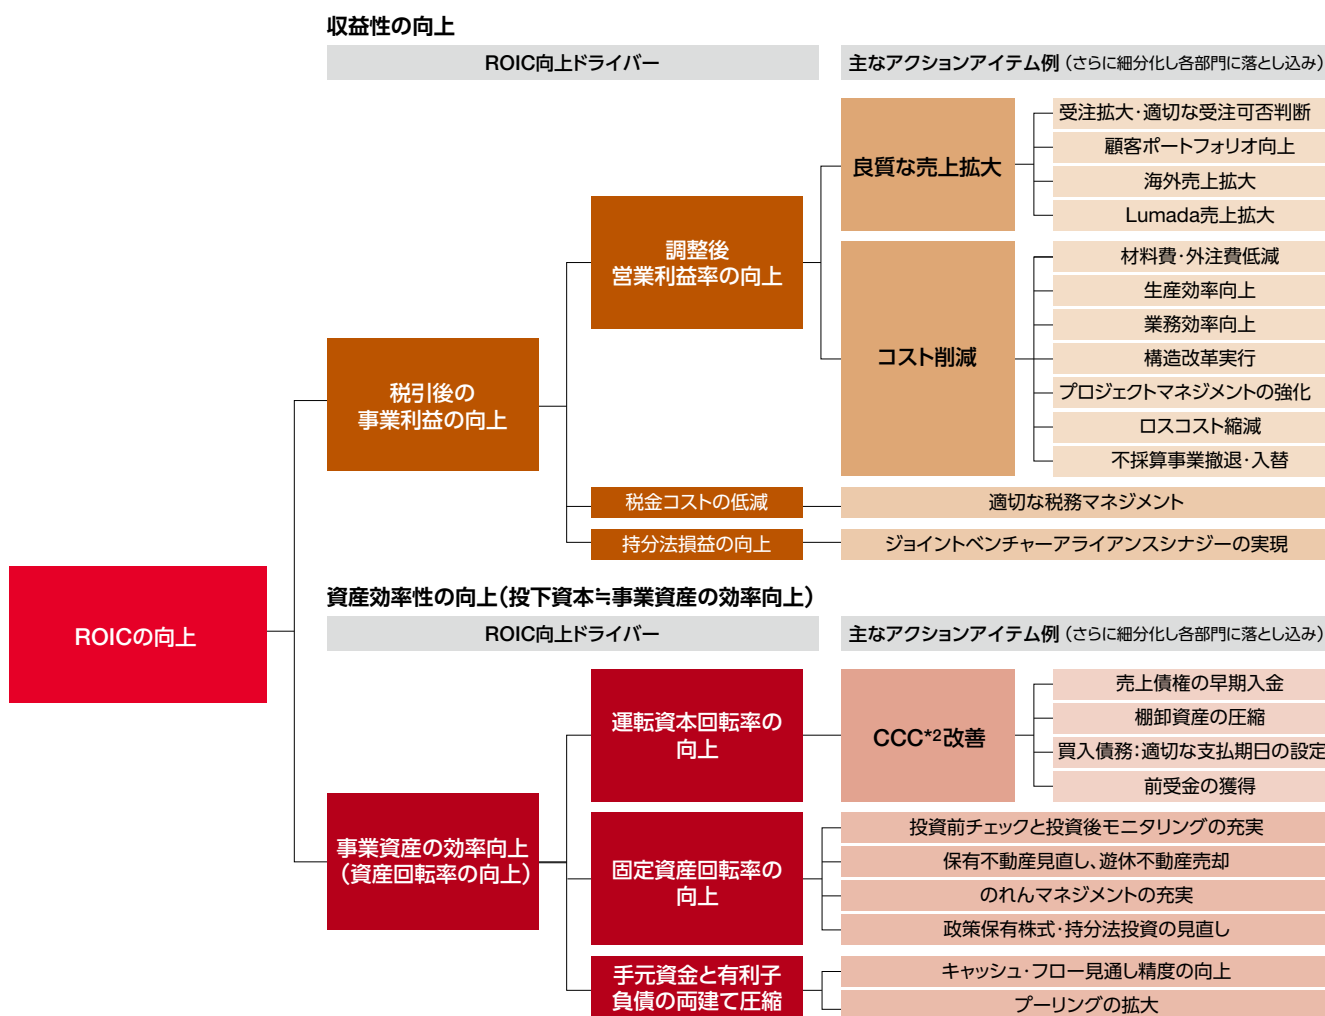 収益性の向上
ROIC向上ドライバー
主なアクションアイテム例（さらに細分化し各部門に落とし込み）
良質な売上拡大
受注拡大・適切な受注可否判断
顧客ポートフォリオ向上
海外売上拡大
Lumada売上拡大
調整後
営業利益率の向上
コスト削減
材料費・外注費低減
生産効率向上
業務効率向上
構造改革実行
プロジェクトマネジメントの強化
ロスコスト縮減
不採算事業撤退・入替
税引後の
事業利益の向上
税金コストの低減
適切な税務マネジメント
持分法損益の向上
ジョイントベンチャーアライアンスシナジーの実現
ROICの向上
資産効率性の向上（投下資本≒事業資産の効率向上）
ROIC向上ドライバー
主なアクションアイテム例（さらに細分化し各部門に落とし込み）
運転資本回転率の
向上
CCC*2改善
売上債権の早期入金
棚卸資産の圧縮
買入債務：適切な支払期日の設定
前受金の獲得
事業資産の効率向上
（資産回転率の向上）
固定資産回転率の
向上
投資前チェックと投資後モニタリングの充実
保有不動産見直し、遊休不動産売却
のれんマネジメントの充実
政策保有株式・持分法投資の見直し
手元資金と有利子
負債の両建て圧縮
キャッシュ・フロー見通し精度の向上
プーリングの拡大